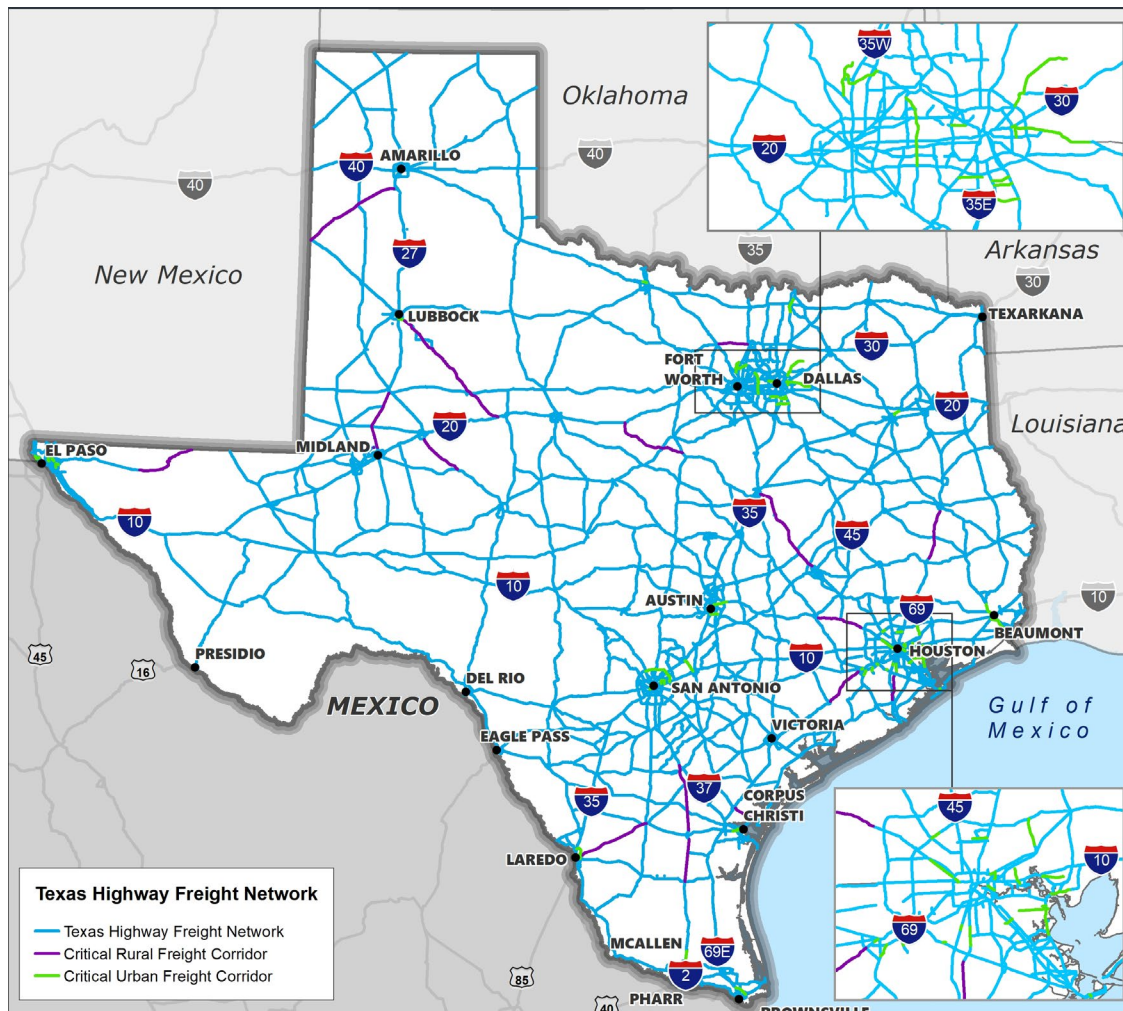 35W
Oklahoma
30
40
40
20
AMARILLO
40
35E
35
Arkansas
27
New Mexico
30
LUBBOCK
TEXARKANA
30
FORT
WORTH
DALLAS
20
Louisiana
20
MIDLAND
EL PASO
10
35
45
10
69
10
AUSTIN
BEAUMONT
HOUSTON
10
45
16
PRESIDIO
DEL RIO
SAN ANTONIO
MEXICO
Gulf of
Mexico
VICTORIA
EAGLE PASS
37
CORPUS
CHRISTI
35
45
LAREDO
10
Texas Highway Freight Network
Texas Highway Freight Network
Critical Rural Freight Corridor
Critical Urban Freight Corridor
69
MCALLEN
69E
2
85
PHARR
40
BROWNSVILLE